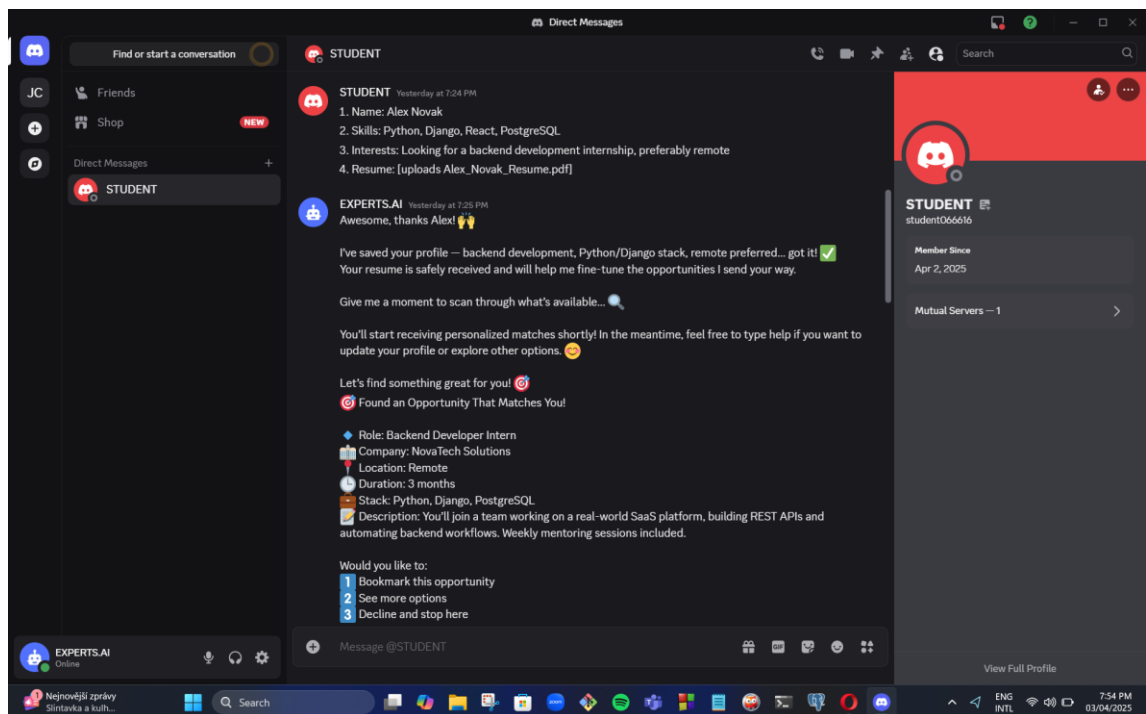 Direct Messages
Find or start a conversation
JC
Friends
Shop
NEW
Direct Messages
STUDENT
STUDENT
Search
STUDENT Yesterday at 7:24 PM
1. Name: Alex Novak
2. Skills: Python, Django, React, PostgreSQL
3. Interests: Looking for a backend development internship, preferably remote
4. Resume: [uploads Alex_Novak_Resume.pdf]
EXPERTS.AI Yesterday at 7:25 PM
Awesome, thanks Alex! 🙌
I've saved your profile — backend development, Python/Django stack, remote preferred... got it! ✅
Your resume is safely received and will help me fine-tune the opportunities I send your way.
Give me a moment to scan through what's available... 🔍
You'll start receiving personalized matches shortly! In the meantime, feel free to type help if you want to
update your profile or explore other options. 😊
Let's find something great for you! 🎯
🎯 Found an Opportunity That Matches You!
🔹 Role: Backend Developer Intern
🏢 Company: NovaTech Solutions
📍 Location: Remote
🕒 Duration: 3 months
💼 Stack: Python, Django, PostgreSQL
📝 Description: You'll join a team working on a real-world SaaS platform, building REST APIs and
automating backend workflows. Weekly mentoring sessions included.
Would you like to:
1️⃣ Bookmark this opportunity
2️⃣ See more options
3️⃣ Decline and stop here
Message @STUDENT
GIF
STUDENT
student066616
Member Since
Apr 2, 2025
Mutual Servers — 1
View Full Profile
EXPERTS.AI
Online
1
Nejnovější zprávy
Slintavka a kulh...
Search
ENG
INTL
7:54 PM
03/04/2025